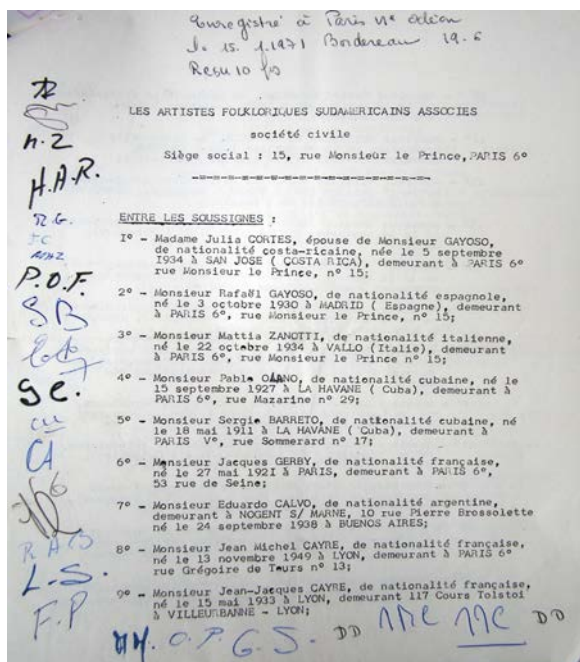 Enregistré à Paris VIe Odéon
le 15. 1.1971 Bordereau 19.6
Reçu 10 fs
LES ARTISTES FOLKLORIQUES SUDAMERICAINS ASSOCIES
société civile
Siège social : 15, rue Monsieur le Prince, PARIS 6°
n.Z
H.A.R.
R.G.
ENTRE LES SOUSSIGNES :
I° - Madame Julia CORTES, épouse de Monsieur GAYOSO,
de nationalité costa-ricaine, née le 5 septembre
I934 à SAN JOSE ( COSTA RICA), demeurant à PARIS 6°
rue Monsieur le Prince, n° 15;
P.O.F.
2° - Monsieur Rafaël GAYOSO, de nationalité espagnole,
né le 3 octobre 1930 à MADRID ( Espagne), demeurant
à PARIS 6°, rue Monsieur le Prince, n° 15;
SB
3° - Monsieur Mattia ZANOTTI, de nationalité italienne,
né le 22 octobre 1934 à VALLO (Italie), demeurant
à PARIS 6°, rue Monsieur le Prince n° 15;
4° - Monsieur Pablo CANO, de nationalité cubaine, né le
15 septembre 1927 à LA HAVANE ( Cuba), demeurant à
PARIS 6°, rue Mazarine n° 29;
5° - Monsieur Sergio BARRETO, de nationalité cubaine, né
le 18 mai 1911 à LA HAVANE ( Cuba), demeurant à
PARIS V°, rue Sommerard n° 17;
CA
6° - Monsieur Jacques GERBY, de nationalité française,
né le 27 mai 192I à PARIS, demeurant à PARIS 6°,
53 rue de Seine;
7° - Monsieur Eduardo CALVO, de nationalité argentine,
demeurant à NOGENT S/ MARNE, 10 rue Pierre Brossolette
né le 24 septembre 1938 à BUENOS AIRES;
8° - Monsieur Jean Michel CAYRE, de nationalité française,
né le 13 novembre 1949 à LYON, demeurant à PARIS 6°
rue Grégoire de Tours n° 13;
L.S.
9° - Monsieur Jean-Jacques CAYRE, de nationalité française,
né le 15 mai 1933 à LYON, demeurant 117 Cours Tolstoi
à VILLEURBANNE - LYON;
F.P
O.P. G.S. DD MC MC DD